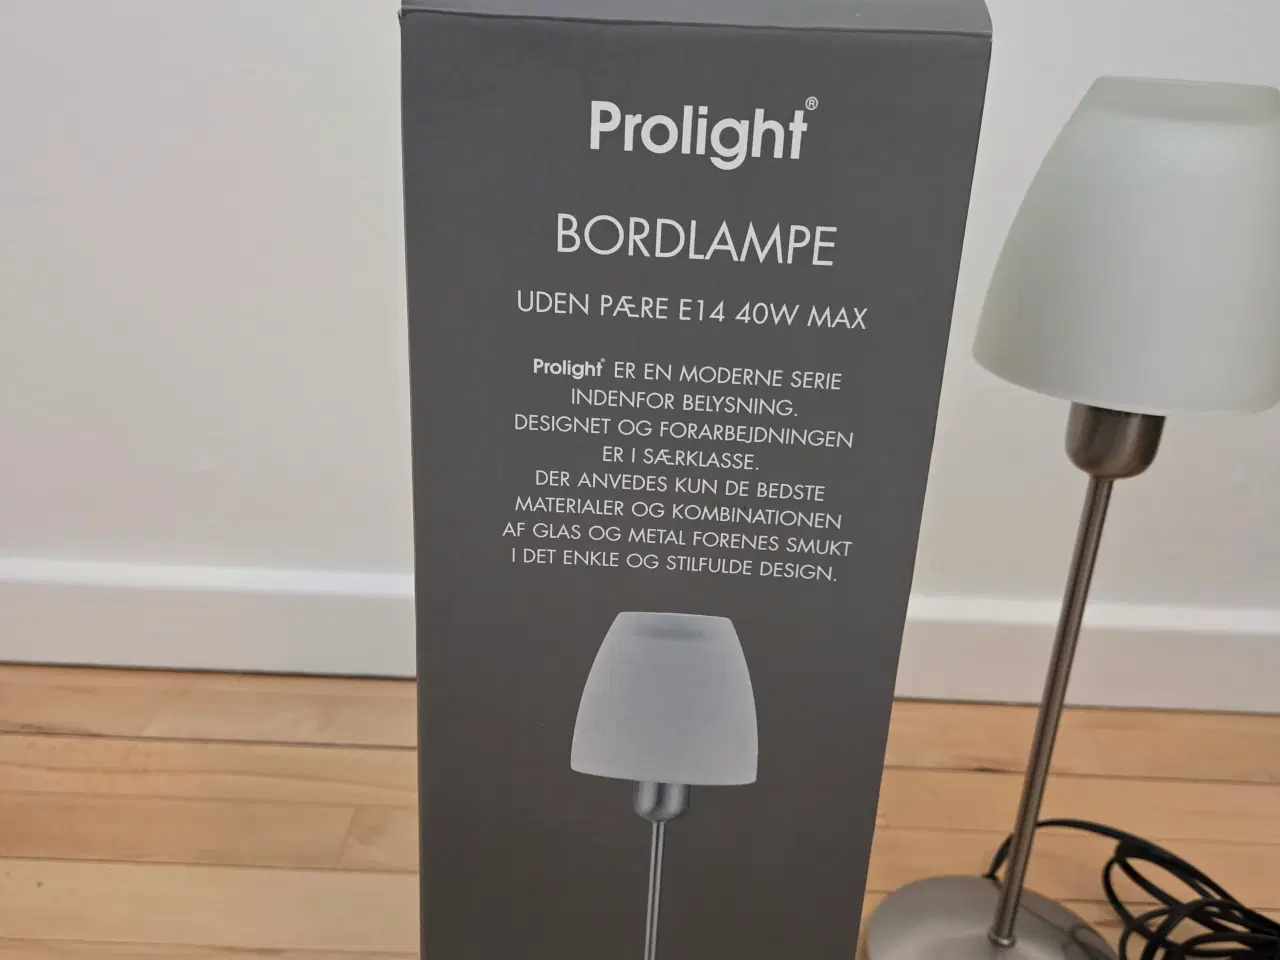 Prolight®
BORDLAMPE
UDEN PÆRE E14 40W MAX
Prolight® ER EN MODERNE SERIE
INDENFOR BELYSNING.
DESIGNET OG FORARBEJDNINGEN
ER I SÆRKLASSE.
DER ANVEDES KUN DE BEDSTE
MATERIALER OG KOMBINATIONEN
AF GLAS OG METAL FORENES SMUKT
I DET ENKLE OG STILFULDE DESIGN.